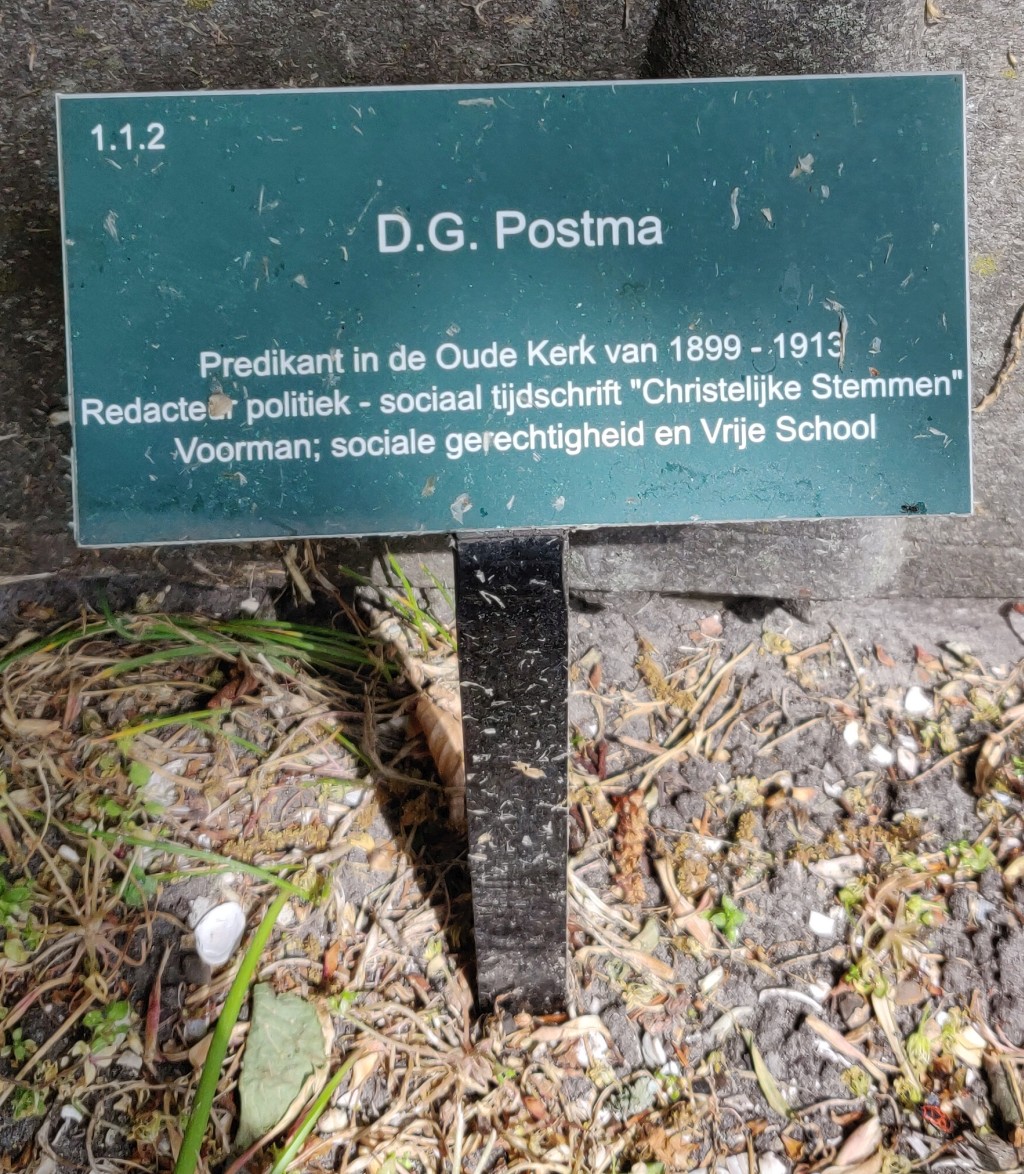 1.1.2
D.G. Postma
Predikant in de Oude Kerk van 1899 - 1913
Redacteur politiek - sociaal tijdschrift "Christelijke Stemmen"
Voorman; sociale gerechtigheid en Vrije School